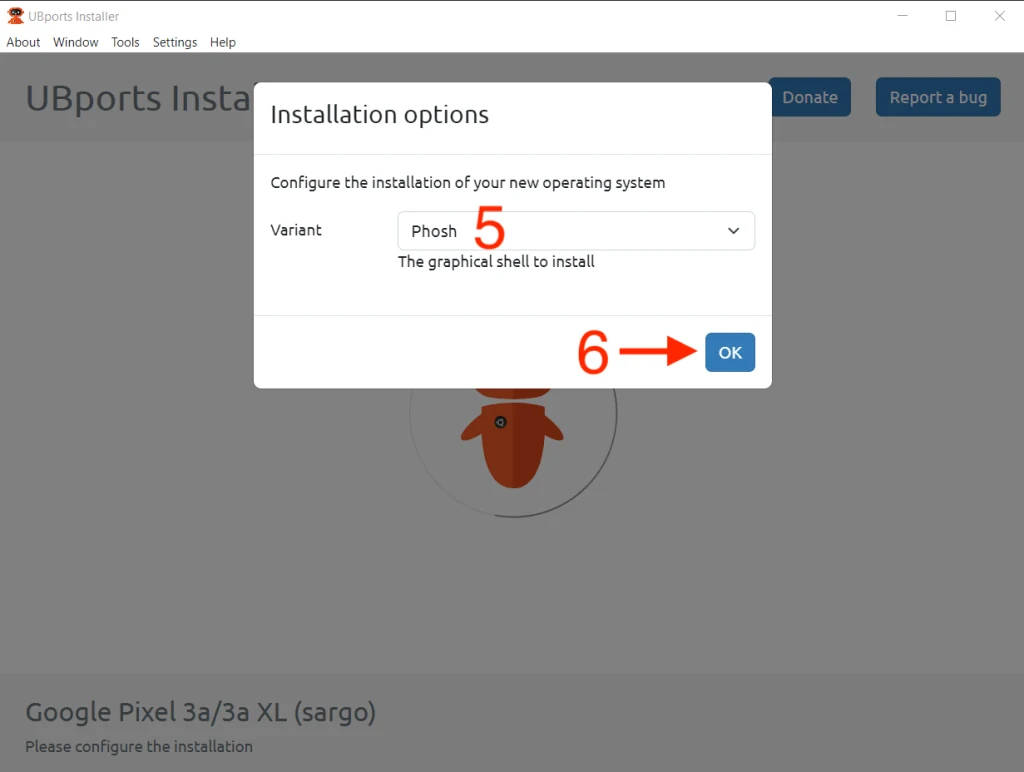 UBports Installer
About Window Tools Settings Help
UBports Insta
Donate
Report a bug
Installation options
Configure the installation of your new operating system
Variant
Phosh
5
The graphical shell to install
6
OK
Google Pixel 3a/3a XL (sargo)
Please configure the installation